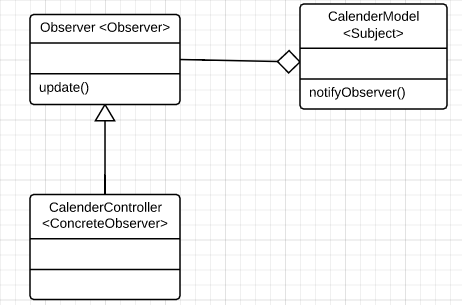 Observer <Observer>
update()
CalenderModel
<Subject>
notifyObserver()
CalenderController
<ConcreteObserver>